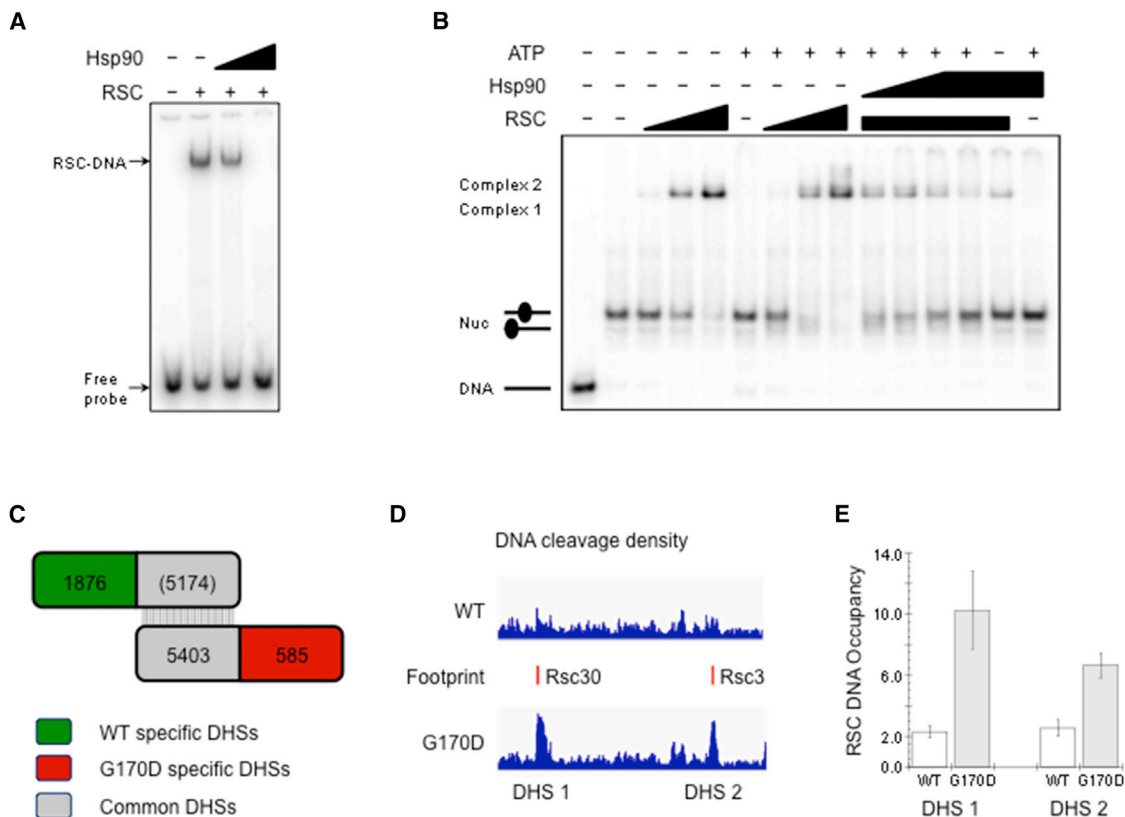 A
Hsp90 – –
RSC – + + +
RSC-DNA
Free
probe
B
ATP – – – – – + + + + + + + + – +
Hsp90 – – – – – – – – –
RSC – – – –
Complex 2
Complex 1
Nuc
DNA
C
1876 (5174)
5403 585
WT specific DHSs
G170D specific DHSs
Common DHSs
D
DNA cleavage density
WT
Footprint Rsc30 Rsc3
G170D
DHS 1 DHS 2
E
RSC DNA Occupancy
14.0
10.0
6.0
2.0
0.0
WT G170D WT G170D
DHS 1 DHS 2